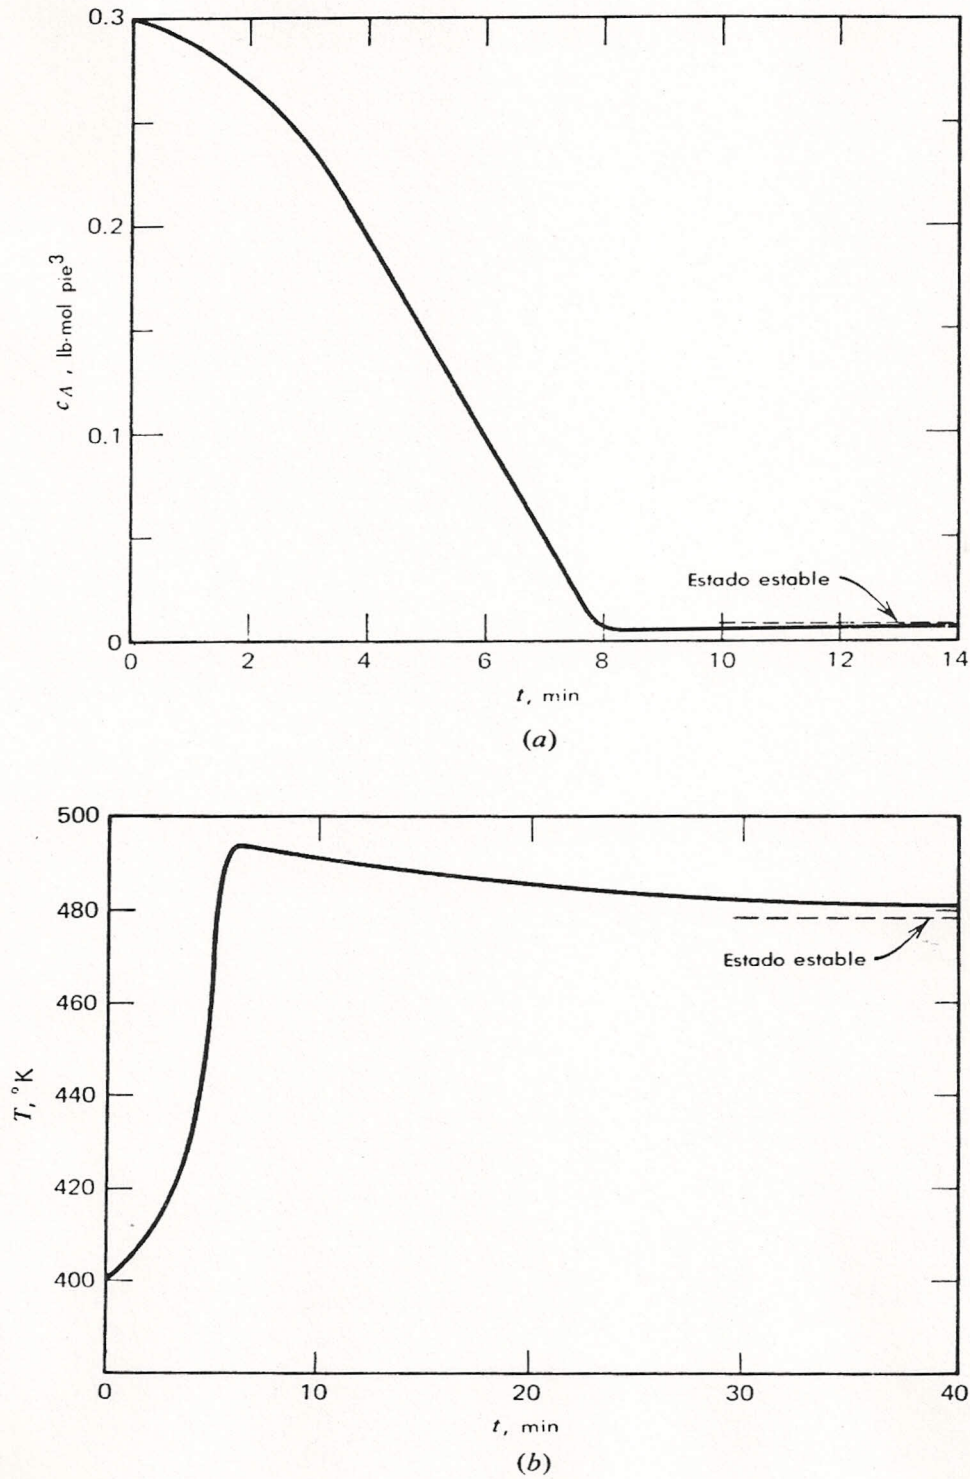 0.3
0.2
0.1
0
c_A , lb-mol pie³
Estado estable
0 2 4 6 8 10 12 14
t, min
(a)
500
480
460
440
420
400
T, °K
Estado estable
0 10 20 30 40
t, min
(b)